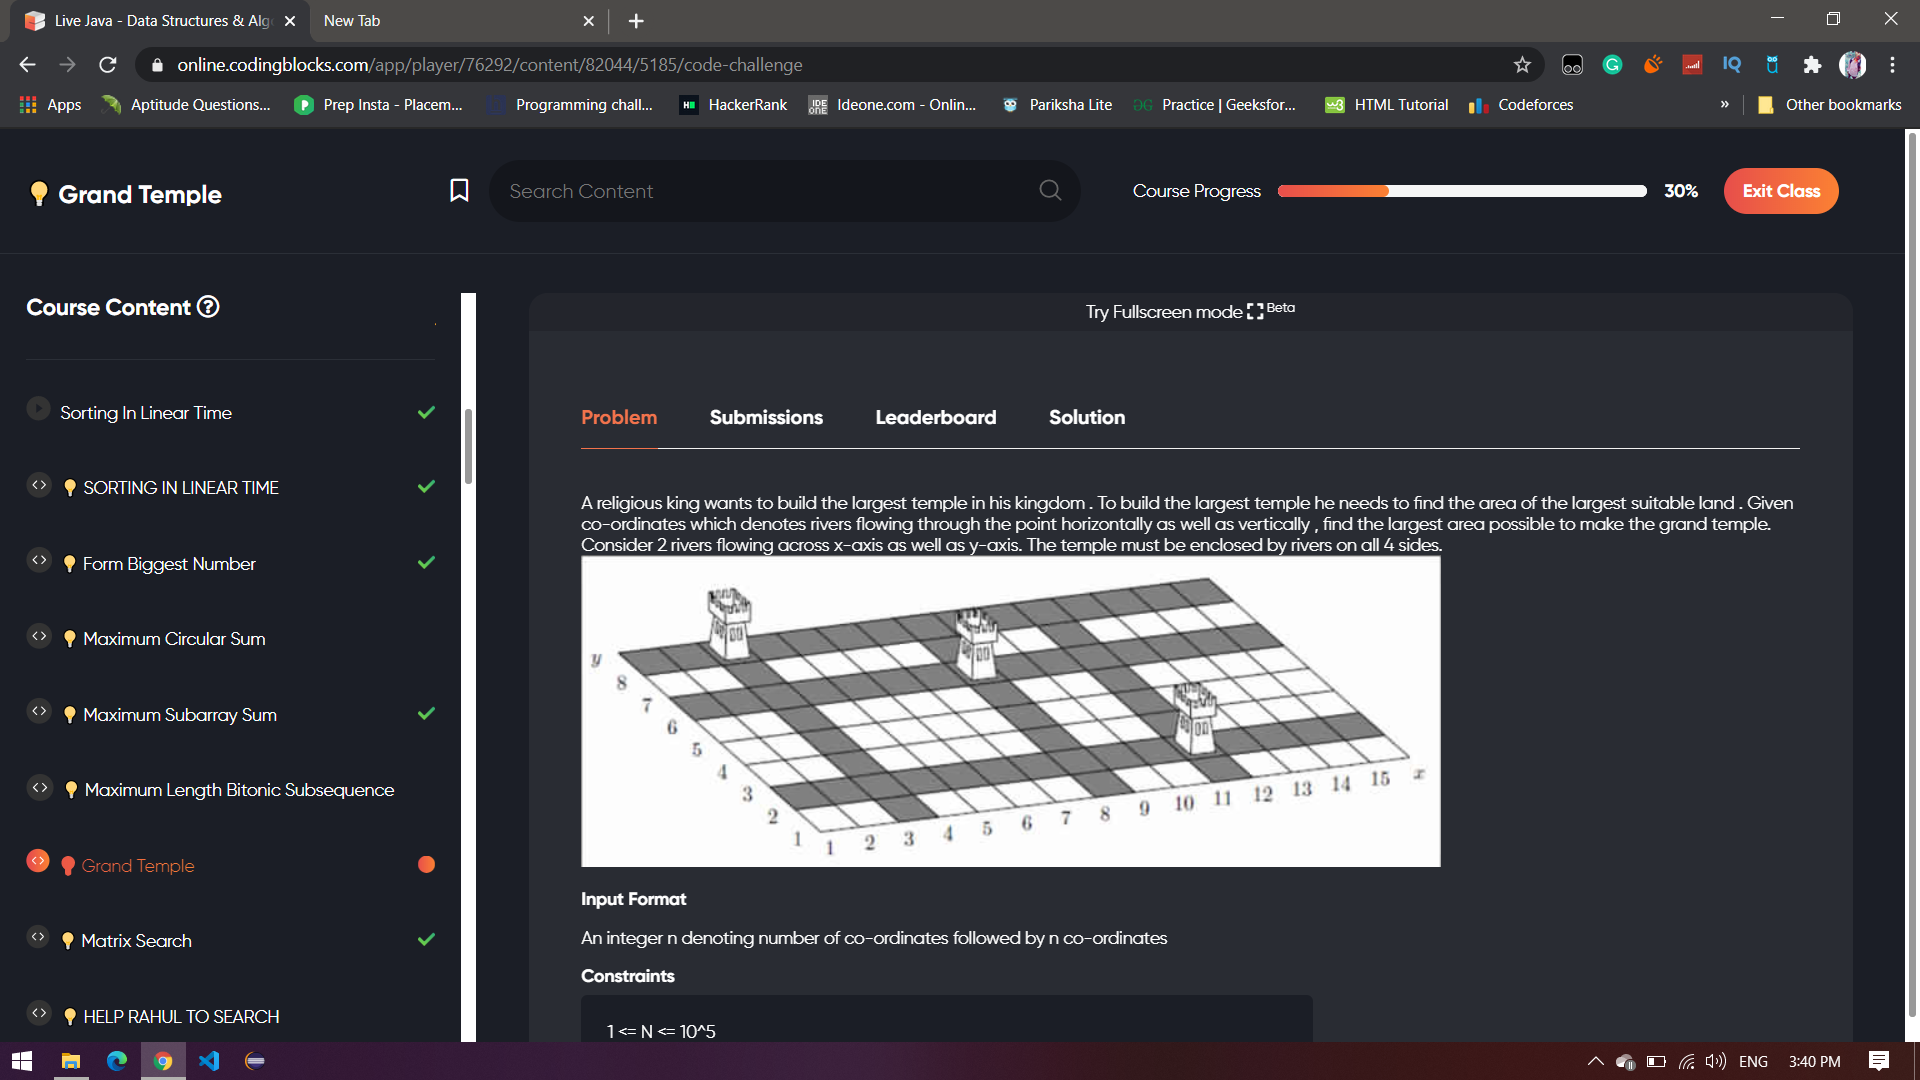 Live Java - Data Structures & Alg
New Tab
online.codingblocks.com/app/player/76292/content/82044/5185/code-challenge
IQ
Apps
Aptitude Questions...
Prep Insta - Placem...
Programming chall...
HackerRank
IDE
ONE
Ideone.com - Onlin...
Pariksha Lite
Practice | Geeksfor...
HTML Tutorial
Codeforces
»
Other bookmarks
Grand Temple
Search Content
Course Progress
30%
Exit Class
Course Content
Sorting In Linear Time
SORTING IN LINEAR TIME
Form Biggest Number
Maximum Circular Sum
Maximum Subarray Sum
Maximum Length Bitonic Subsequence
Grand Temple
Matrix Search
HELP RAHUL TO SEARCH
Try Fullscreen mode Beta
Problem
Submissions
Leaderboard
Solution
A religious king wants to build the largest temple in his kingdom . To build the largest temple he needs to find the area of the largest suitable land . Given
co-ordinates which denotes rivers flowing through the point horizontally as well as vertically , find the largest area possible to make the grand temple.
Consider 2 rivers flowing across x-axis as well as y-axis. The temple must be enclosed by rivers on all 4 sides.
y
8
7
6
5
4
3
2
1
1 2 3 4 5 6 7 8 9 10 11 12 13 14 15 x
Input Format
An integer n denoting number of co-ordinates followed by n co-ordinates
Constraints
1 <= N <= 10^5
ENG
3:40 PM